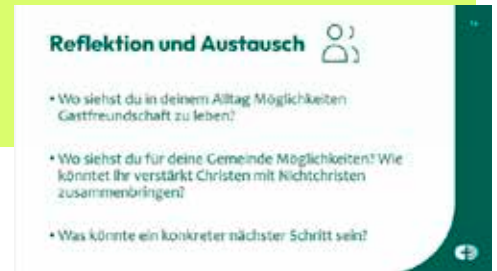 Reflektion und Austausch
• Wo siehst du in deinem Alltag Möglichkeiten
Gastfreundschaft zu leben?
• Wo siehst du für deine Gemeinde Möglichkeiten? Wie
könntet Ihr verstärkt Christen mit Nichtchristen
zusammenbringen?
• Was könnte ein konkreter nächster Schritt sein?